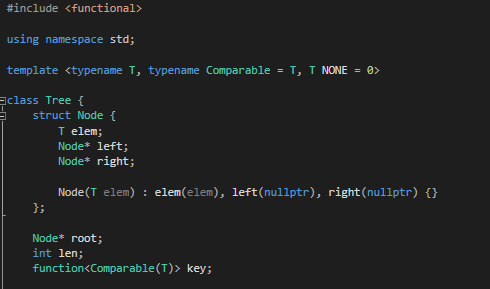 #include <functional>
using namespace std;
template <typename T, typename Comparable = T, T NONE = 0>
class Tree {
struct Node {
T elem;
Node* left;
Node* right;
Node(T elem) : elem(elem), left(nullptr), right(nullptr) {}
};
Node* root;
int len;
function<Comparable(T)> key;